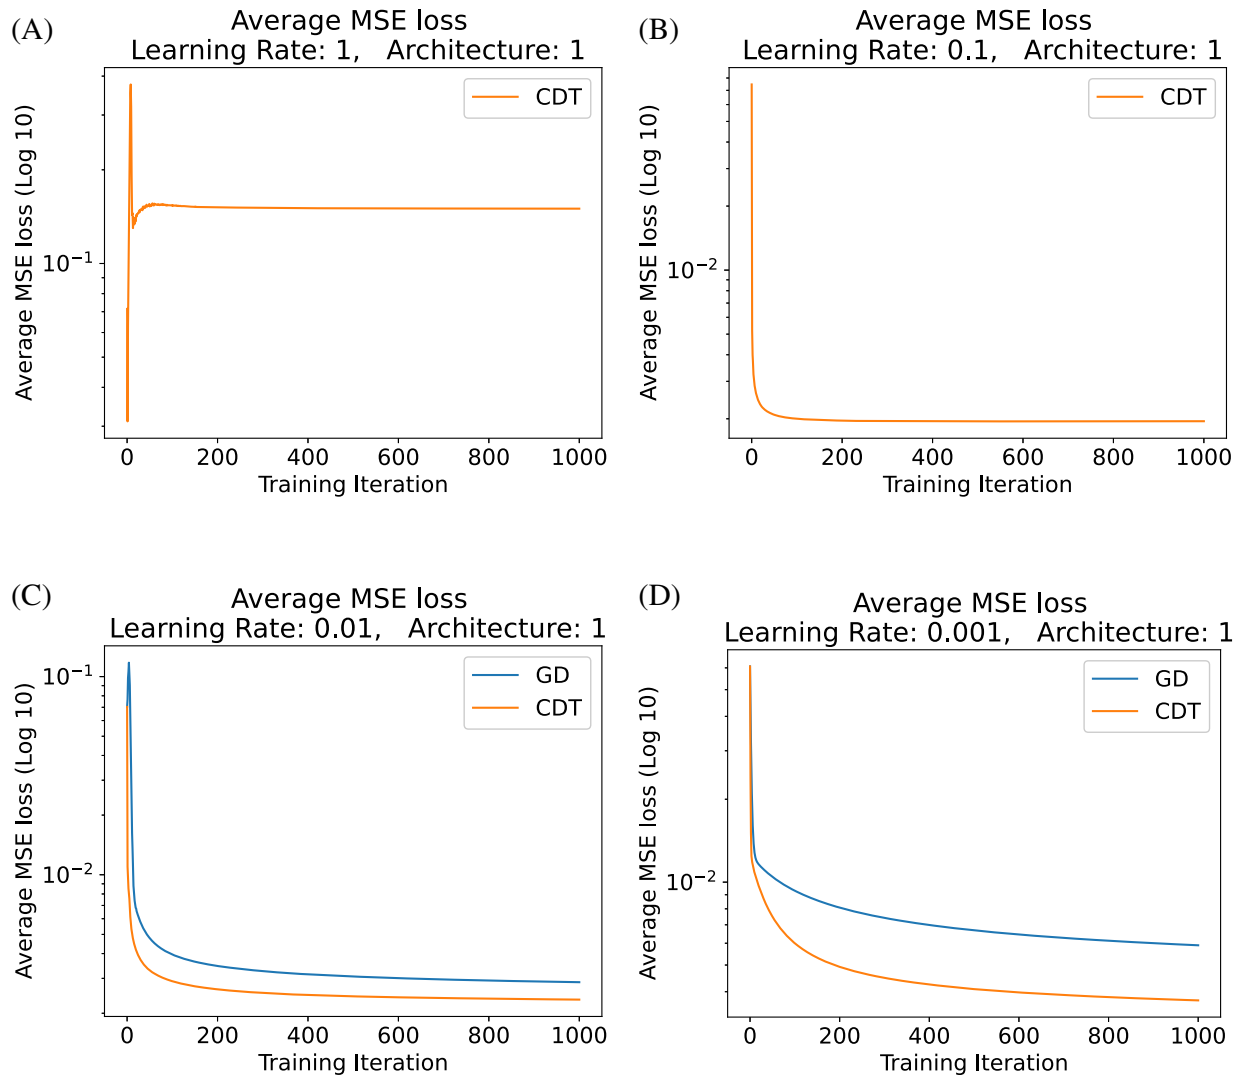 (A)
Average MSE loss
Learning Rate: 1,   Architecture: 1
CDT
Average MSE loss (Log 10)
10⁻¹
0 200 400 600 800 1000
Training Iteration
(B)
Average MSE loss
Learning Rate: 0.1,   Architecture: 1
CDT
Average MSE loss (Log 10)
10⁻²
0 200 400 600 800 1000
Training Iteration
(C)
Average MSE loss
Learning Rate: 0.01,   Architecture: 1
GD
CDT
Average MSE loss (Log 10)
10⁻¹
10⁻²
0 200 400 600 800 1000
Training Iteration
(D)
Average MSE loss
Learning Rate: 0.001,   Architecture: 1
GD
CDT
Average MSE loss (Log 10)
10⁻²
0 200 400 600 800 1000
Training Iteration